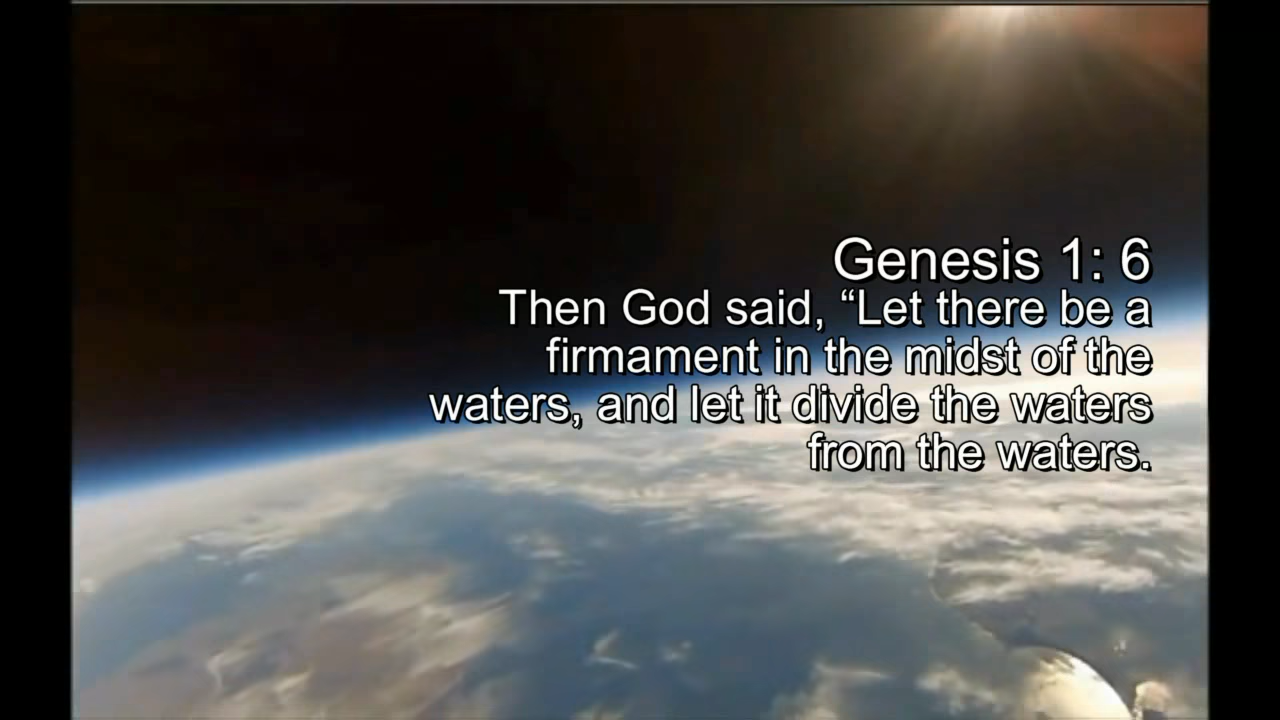 Genesis 1: 6
Then God said, “Let there be a
firmament in the midst of the
waters, and let it divide the waters
from the waters.